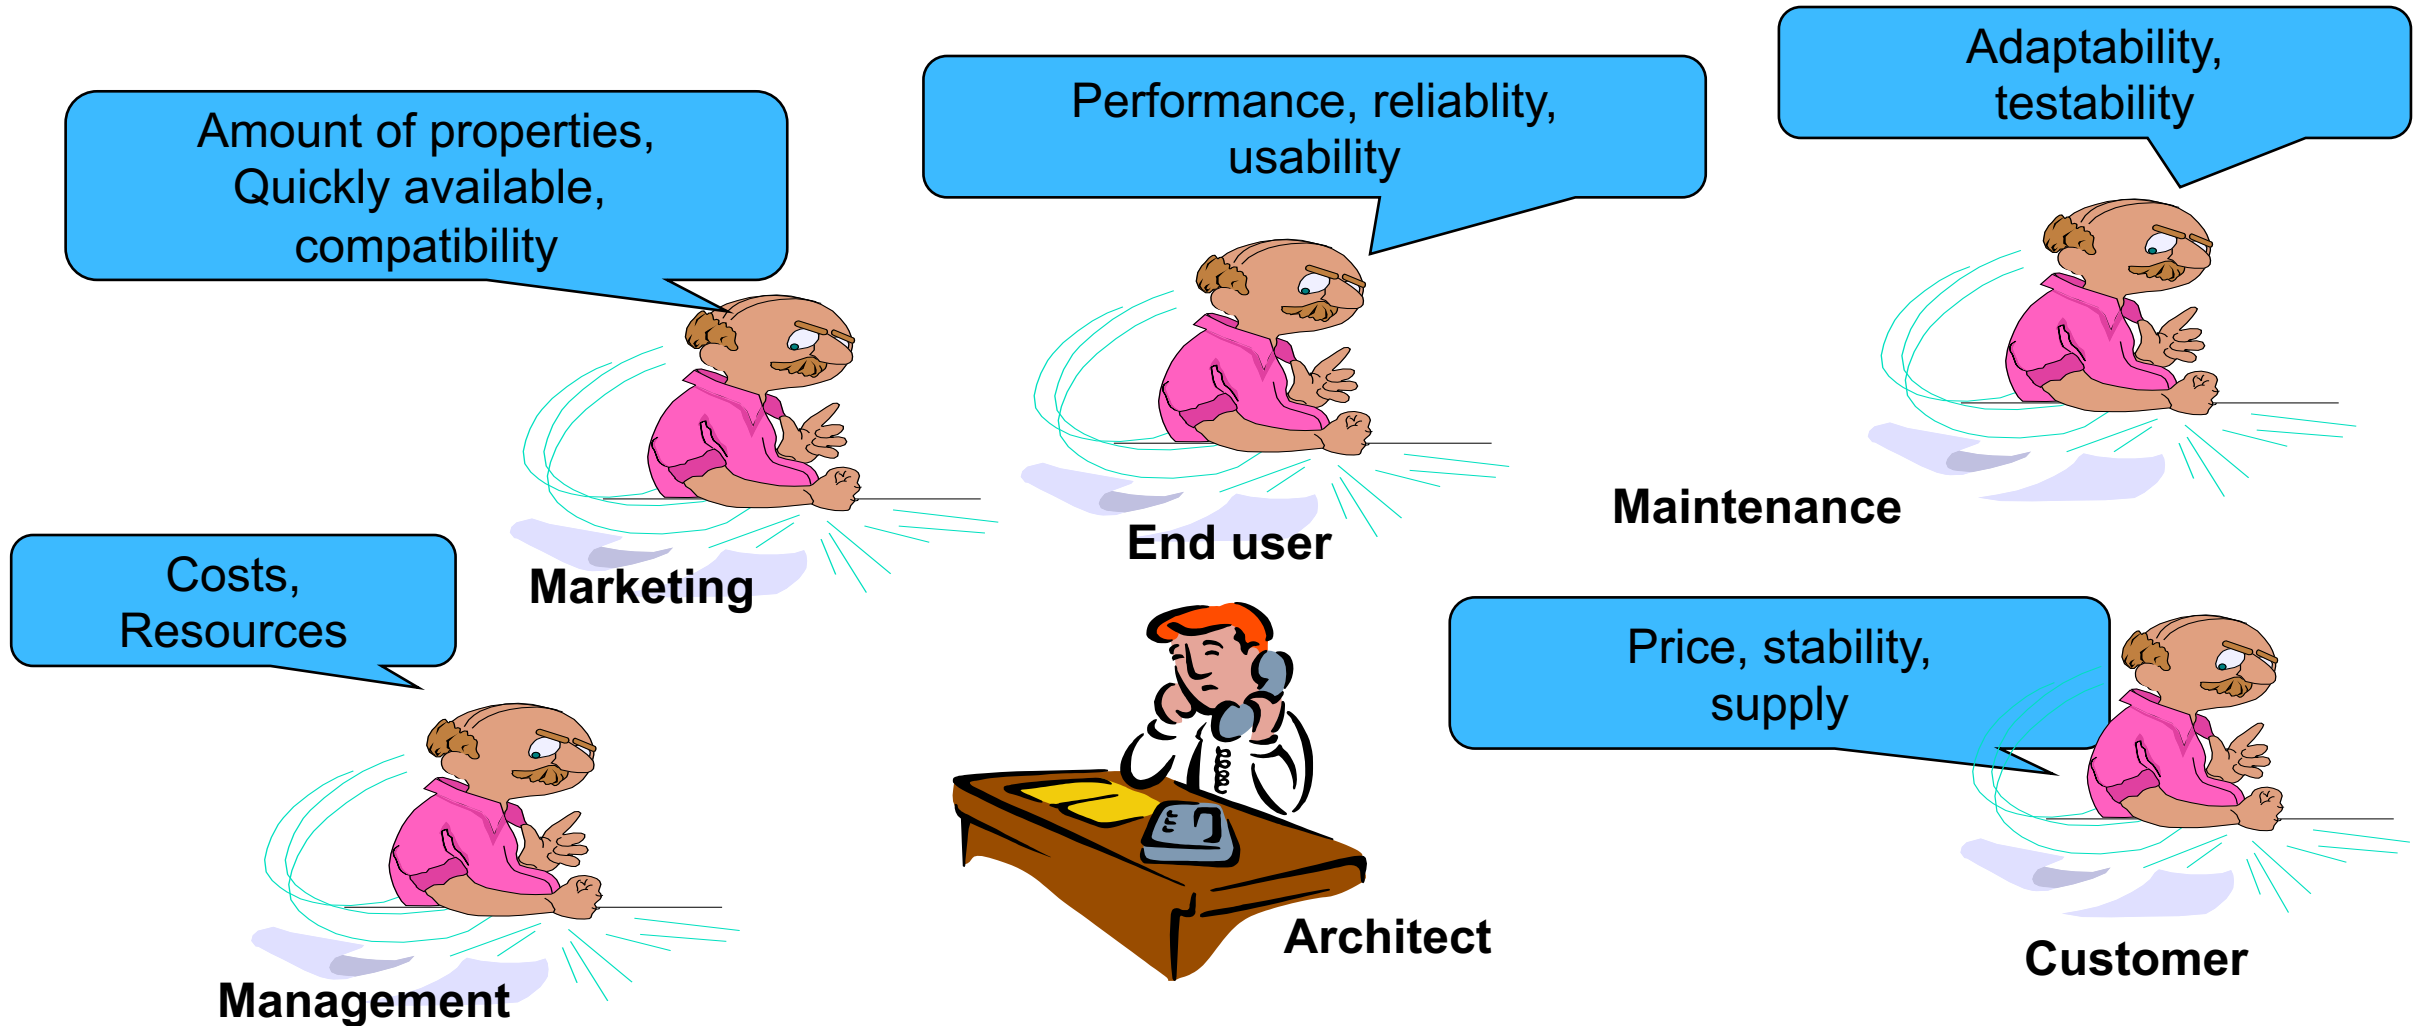 Amount of properties,
Quickly available,
compatibility
Marketing
Performance, reliablity,
usability
End user
Adaptability,
testability
Maintenance
Costs,
Resources
Management
Architect
Price, stability,
supply
Customer